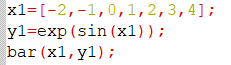 x1=[-2,-1,0,1,2,3,4];
y1=exp(sin(x1));
bar(x1,y1);